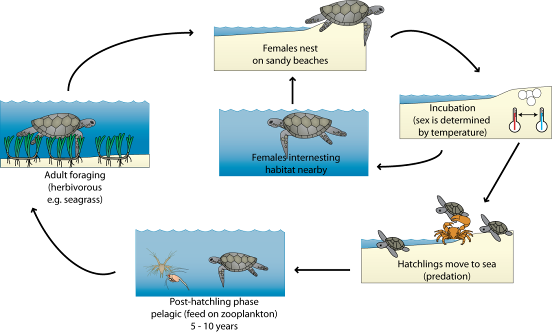 Females nest
on sandy beaches
Incubation
(sex is determined
by temperature)
Females internesting
habitat nearby
Adult foraging
(herbivorous
e.g. seagrass)
Hatchlings move to sea
(predation)
Post-hatchling phase
pelagic (feed on zooplankton)
5 - 10 years